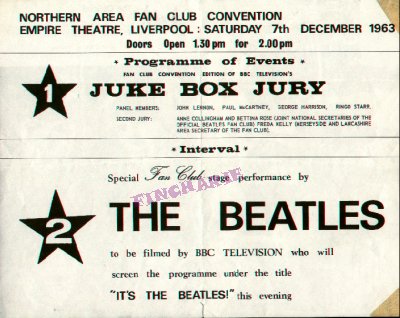 NORTHERN AREA FAN CLUB CONVENTION
EMPIRE THEATRE, LIVERPOOL : SATURDAY 7th DECEMBER 1963
Doors Open 1.30 pm for 2.00 pm
* Programme of Events *
FAN CLUB CONVENTION EDITION OF BBC TELEVISION'S
1
JUKE BOX JURY
PANEL MEMBERS: JOHN LENNON, PAUL McCARTNEY, GEORGE HARRISON, RINGO STARR.
SECOND JURY: ANNE COLLINGHAM AND BETTINA ROSE (JOINT NATIONAL SECRETARIES OF THE
OFFICIAL BEATLES FAN CLUB) FREDA KELLY (MERSEYSIDE AND LANCASHIRE
AREA SECRETARY OF THE FAN CLUB).
* Interval *
Special Fan Club stage performance by
FINCHARIE
2
THE BEATLES
to be filmed by BBC TELEVISION who will
screen the programme under the title
"IT'S THE BEATLES!" this evening